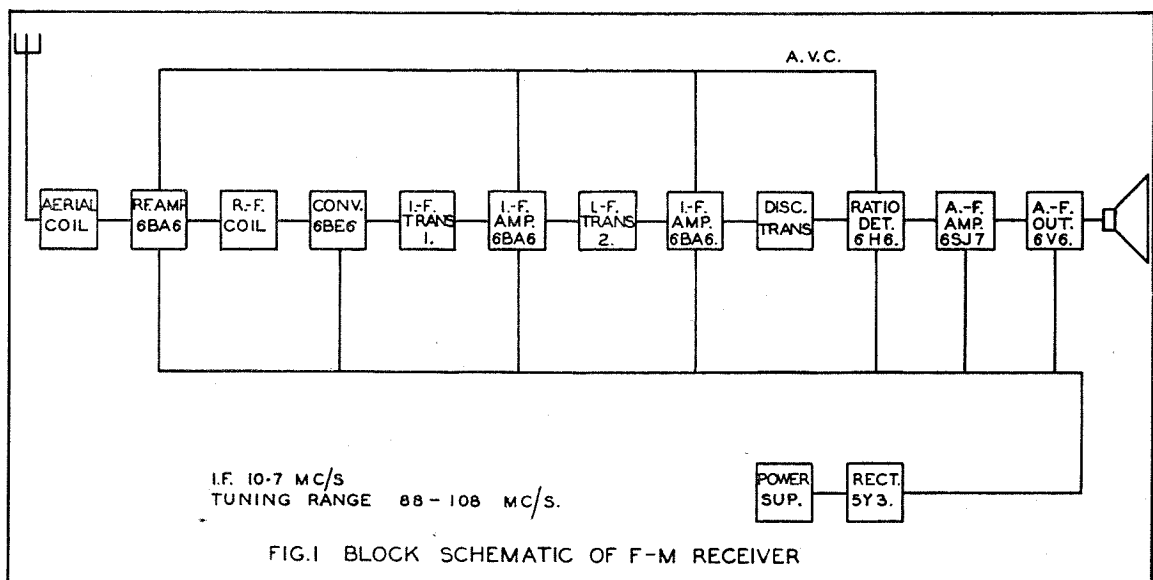 A.V.C.
AERIAL
COIL
R.F.AMP.
6BA6
R.-F.
COIL
CONV.
6BE6
I.-F.
TRANS
1.
I.-F.
AMP.
6BA6
I.-F.
TRANS
2.
I.-F.
AMP.
6BA6.
DISC.
TRANS
RATIO
DET.
6H6.
A.-F.
AMP.
6SJ7
A.-F.
OUT.
6V6.
I.F. 10·7 MC/S
TUNING RANGE 88-108 MC/S.
POWER
SUP.
RECT.
5Y3.
FIG.1 BLOCK SCHEMATIC OF F-M RECEIVER